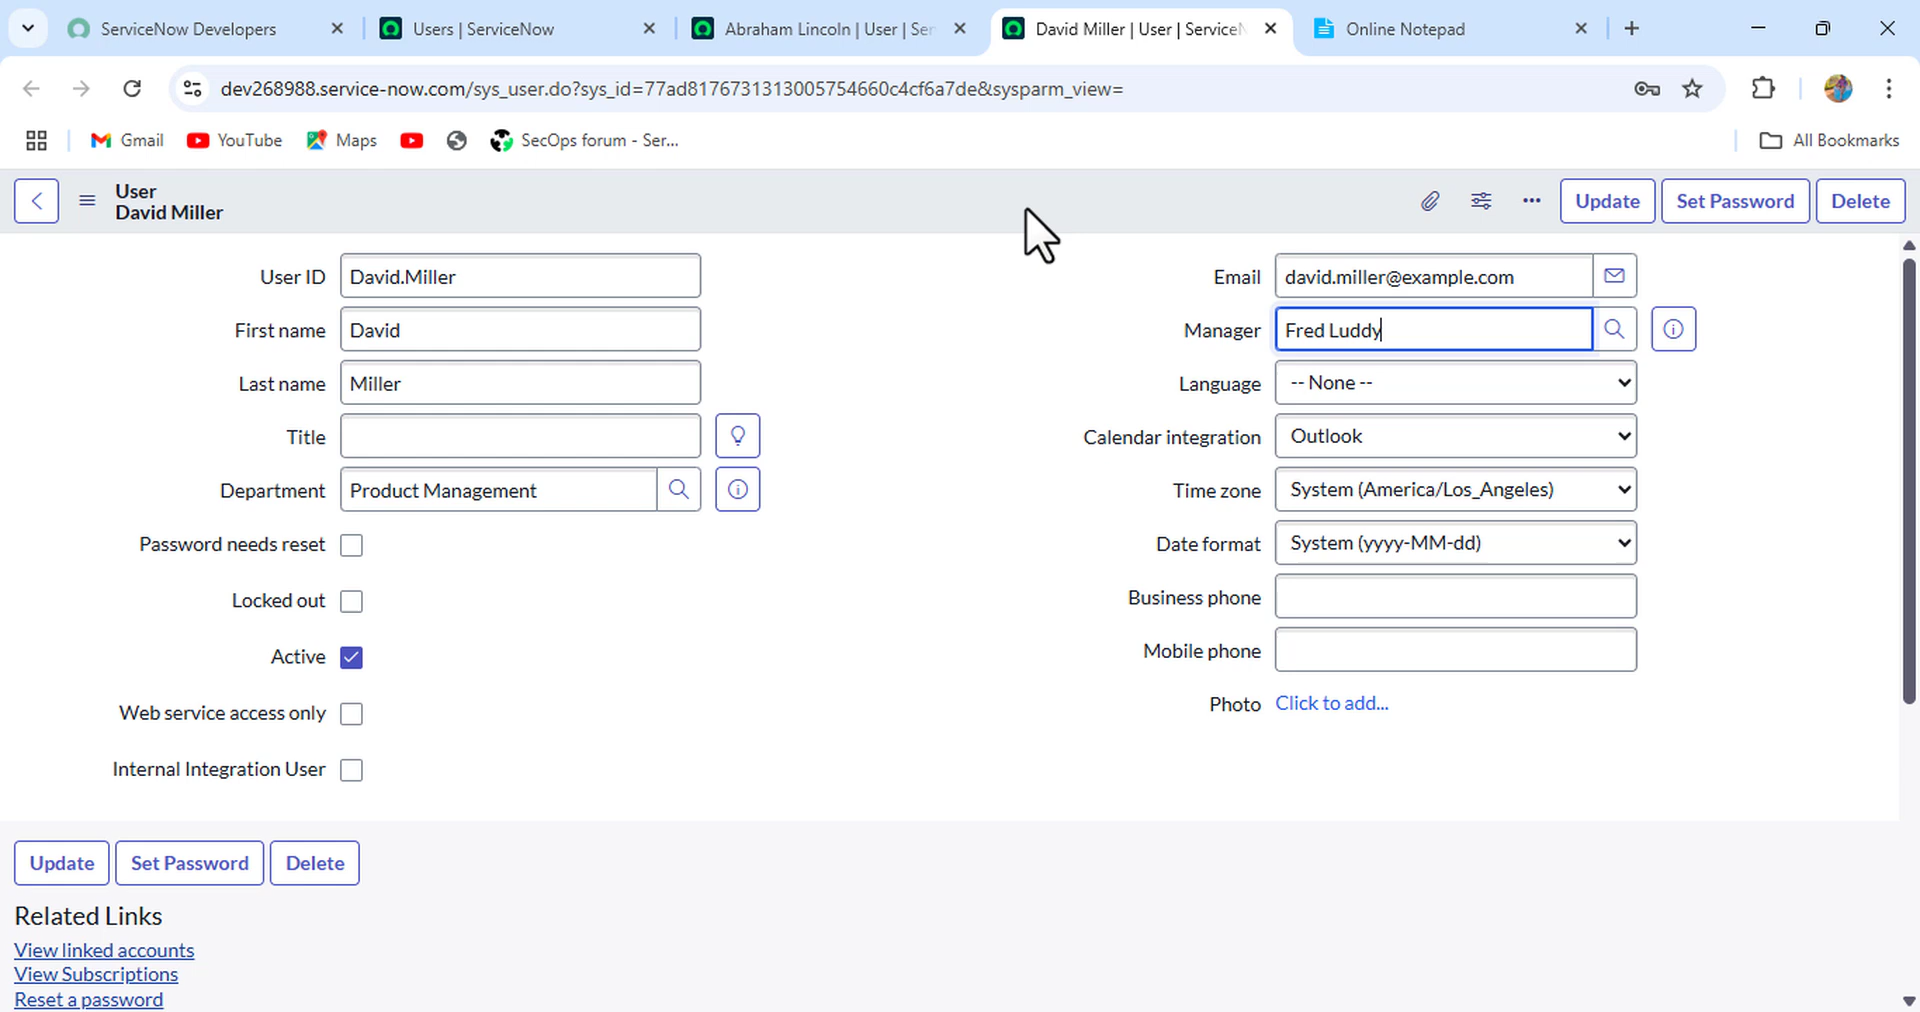 ServiceNow Developers
Users | ServiceNow
Abraham Lincoln | User | Ser
David Miller | User | ServiceN
Online Notepad
dev268988.service-now.com/sys_user.do?sys_id=77ad8176731313005754660c4cf6a7de&sysparm_view=
Gmail
YouTube
Maps
SecOps forum - Ser...
All Bookmarks
User
David Miller
Update
Set Password
Delete
User ID
David.Miller
First name
David
Last name
Miller
Title
Department
Product Management
Password needs reset
Locked out
Active
Web service access only
Internal Integration User
Email
david.miller@example.com
Manager
Fred Luddy
Language
-- None --
Calendar integration
Outlook
Time zone
System (America/Los_Angeles)
Date format
System (yyyy-MM-dd)
Business phone
Mobile phone
Photo
Click to add...
Update
Set Password
Delete
Related Links
View linked accounts
View Subscriptions
Reset a password